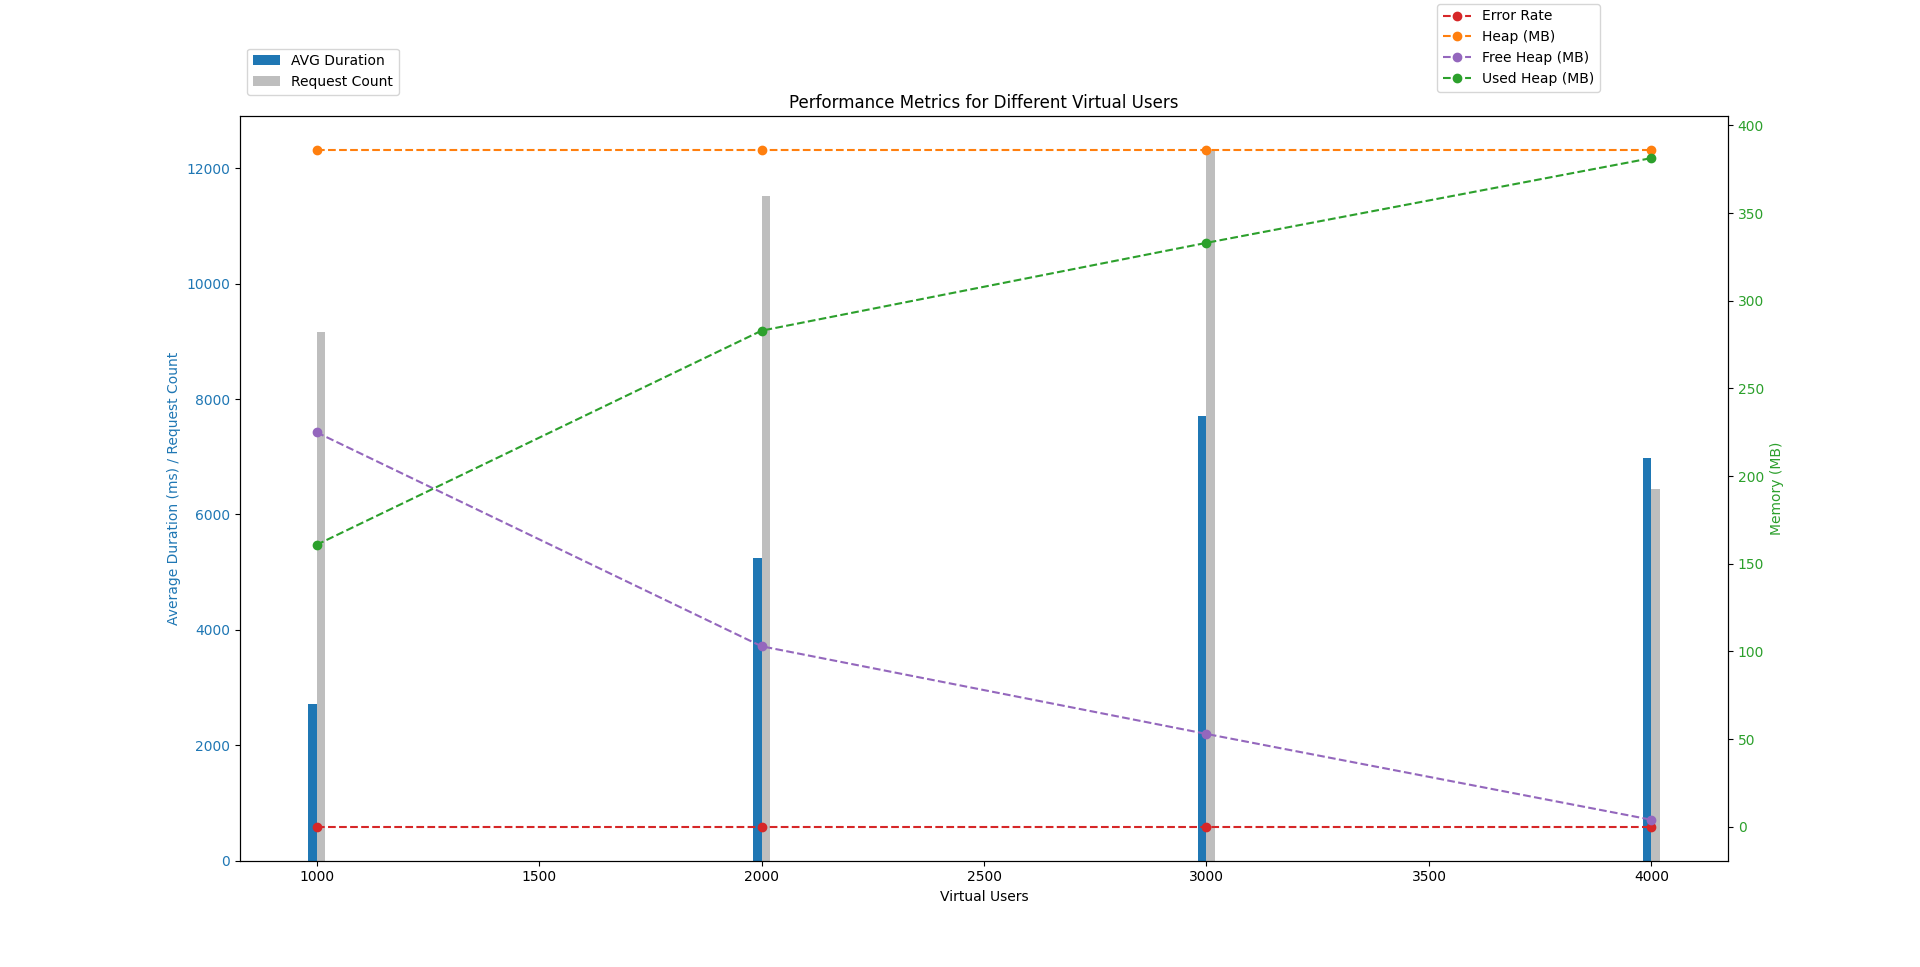 Error Rate
Heap (MB)
Free Heap (MB)
Used Heap (MB)
AVG Duration
Request Count
Performance Metrics for Different Virtual Users
12000
10000
8000
6000
4000
2000
0
Average Duration (ms) / Request Count
400
350
300
250
200
150
100
50
0
Memory (MB)
1000 1500 2000 2500 3000 3500 4000
Virtual Users